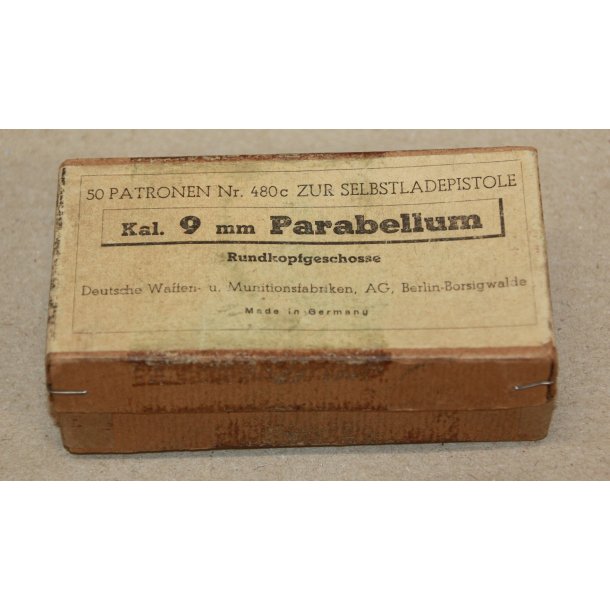 50 PATRONEN Nr. 480c ZUR SELBSTLADEPISTOLE
Kal. 9 mm Parabellum
Rundkopfgeschosse
Deutsche Waffen- u. Munitionsfabriken, AG, Berlin-Borsigwalde
Made in Germany